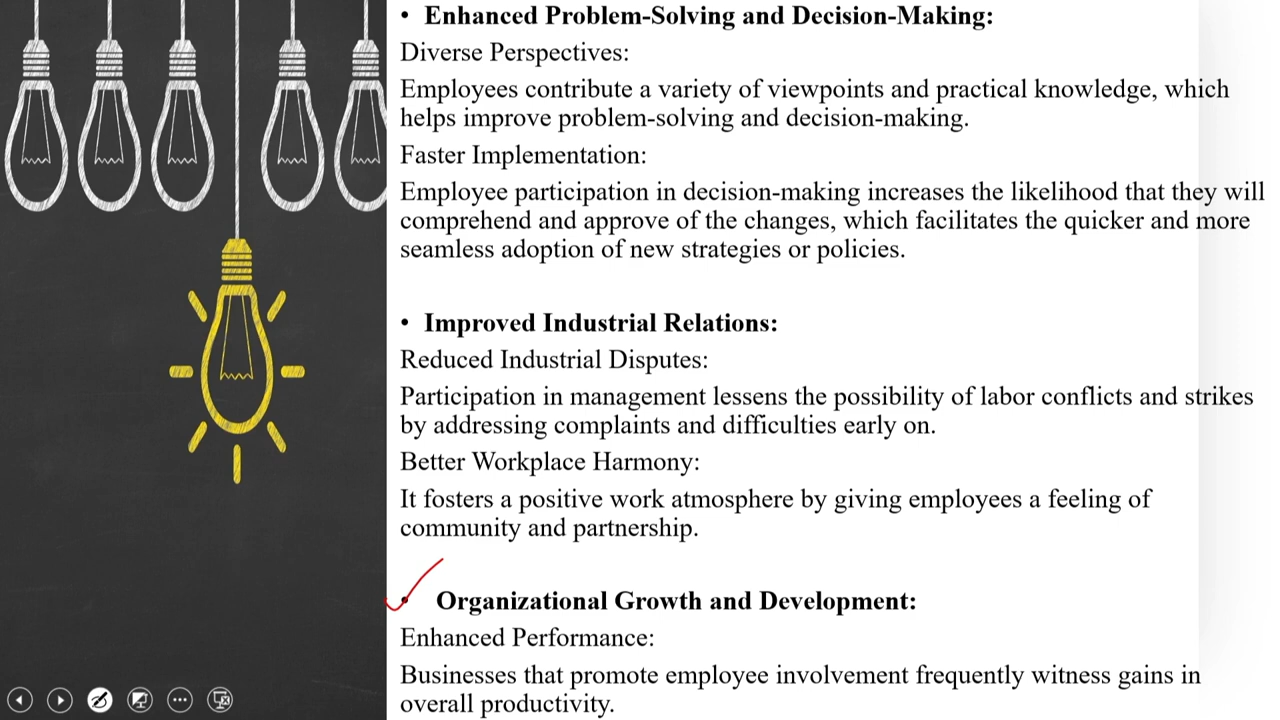 • Enhanced Problem-Solving and Decision-Making:
Diverse Perspectives:
Employees contribute a variety of viewpoints and practical knowledge, which
helps improve problem-solving and decision-making.
Faster Implementation:
Employee participation in decision-making increases the likelihood that they will
comprehend and approve of the changes, which facilitates the quicker and more
seamless adoption of new strategies or policies.
• Improved Industrial Relations:
Reduced Industrial Disputes:
Participation in management lessens the possibility of labor conflicts and strikes
by addressing complaints and difficulties early on.
Better Workplace Harmony:
It fosters a positive work atmosphere by giving employees a feeling of
community and partnership.
• Organizational Growth and Development:
Enhanced Performance:
Businesses that promote employee involvement frequently witness gains in
overall productivity.